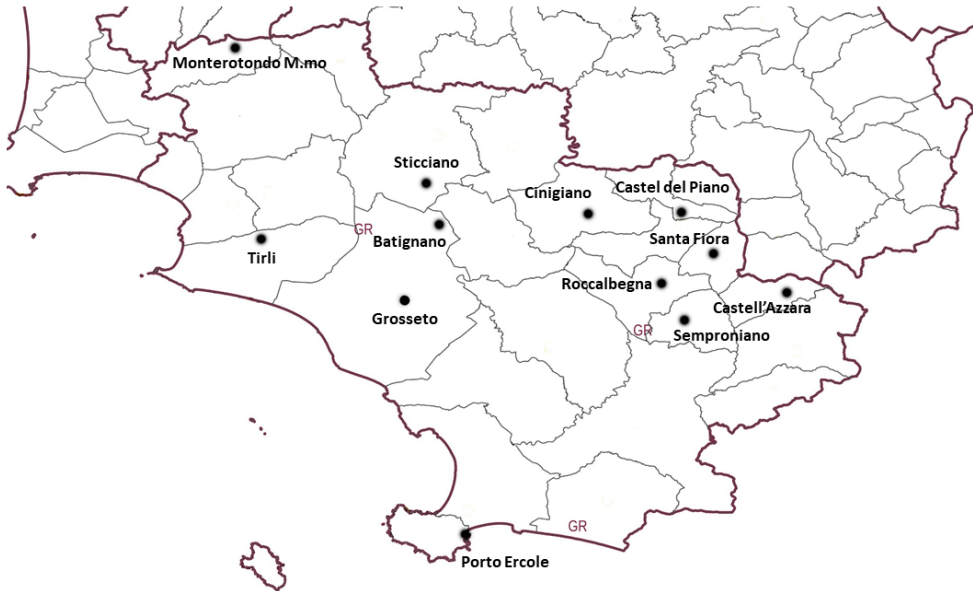 Monterotondo M.mo
Sticciano
Cinigiano
Castel del Piano
GR
Batignano
Santa Fiora
Tirli
Roccalbegna
Castell'Azzara
Grosseto
GR
Semproniano
GR
Porto Ercole